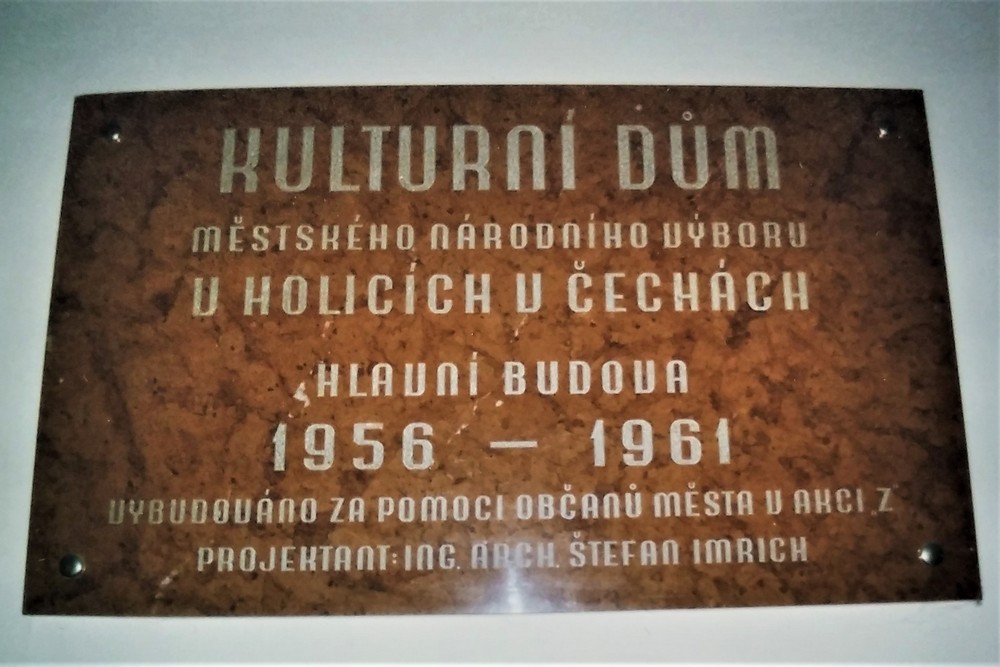 KULTURNÍ DŮM
MĚSTSKÉHO NÁRODNÍHO VÝBORU
V HOLICÍCH V ČECHÁCH
HLAVNÍ BUDOVA
1956 — 1961
VYBUDOVÁNO ZA POMOCI OBČANŮ MĚSTA V AKCI „Z"
PROJEKTANT: ING. ARCH. ŠTEFAN IMRICH